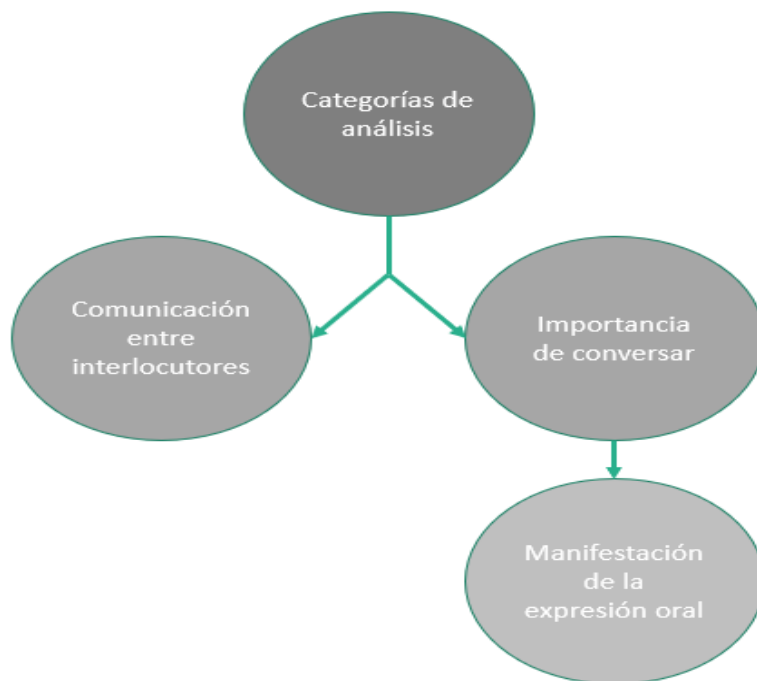 Categorías de
análisis
Comunicación
entre
interlocutores
Importancia
de conversar
Manifestación
de la
expresión oral